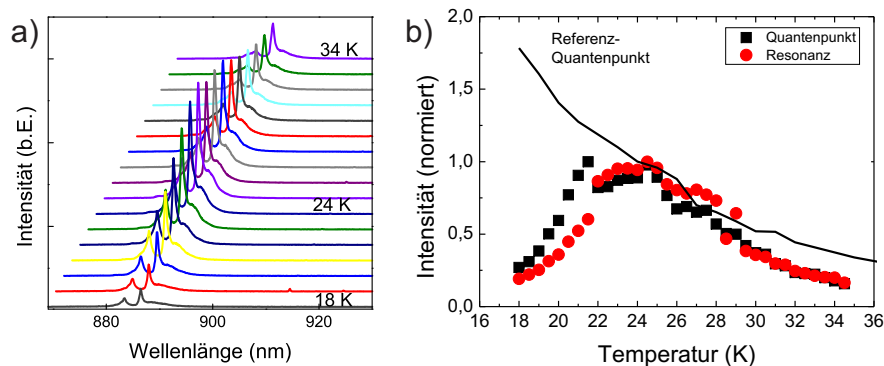 a)
Intensität (b.E.)
34 K
24 K
18 K
880
900
920
Wellenlänge (nm)
b)
Intensität (normiert)
2,0
1,5
1,0
0,5
0,0
Referenz-
Quantenpunkt
Quantenpunkt
Resonanz
16 18 20 22 24 26 28 30 32 34 36
Temperatur (K)